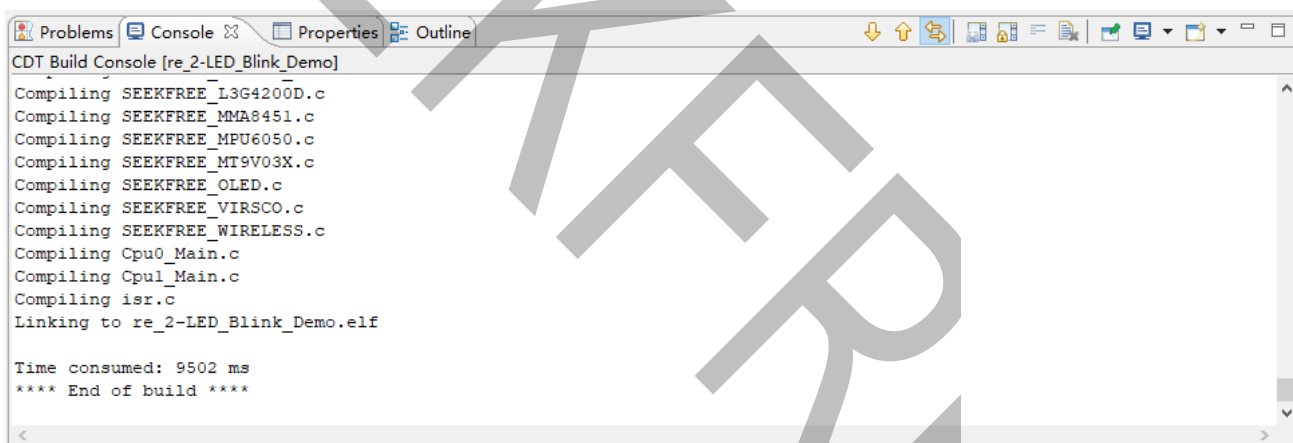 Problems Console Properties Outline
CDT Build Console [re_2-LED_Blink_Demo]
Compiling SEEKFREE_L3G4200D.c
Compiling SEEKFREE_MMA8451.c
Compiling SEEKFREE_MPU6050.c
Compiling SEEKFREE_MT9V03X.c
Compiling SEEKFREE_OLED.c
Compiling SEEKFREE_VIRSCO.c
Compiling SEEKFREE_WIRELESS.c
Compiling Cpu0_Main.c
Compiling Cpu1_Main.c
Compiling isr.c
Linking to re_2-LED_Blink_Demo.elf
Time consumed: 9502 ms
**** End of build ****